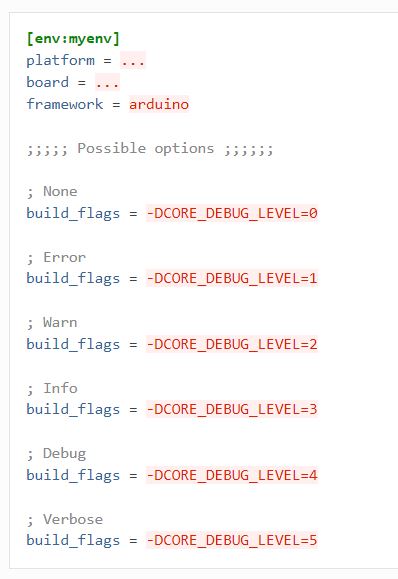 [env:myenv]
platform = ...
board = ...
framework = arduino
;;;;; Possible options ;;;;;;
; None
build_flags = -DCORE_DEBUG_LEVEL=0
; Error
build_flags = -DCORE_DEBUG_LEVEL=1
; Warn
build_flags = -DCORE_DEBUG_LEVEL=2
; Info
build_flags = -DCORE_DEBUG_LEVEL=3
; Debug
build_flags = -DCORE_DEBUG_LEVEL=4
; Verbose
build_flags = -DCORE_DEBUG_LEVEL=5